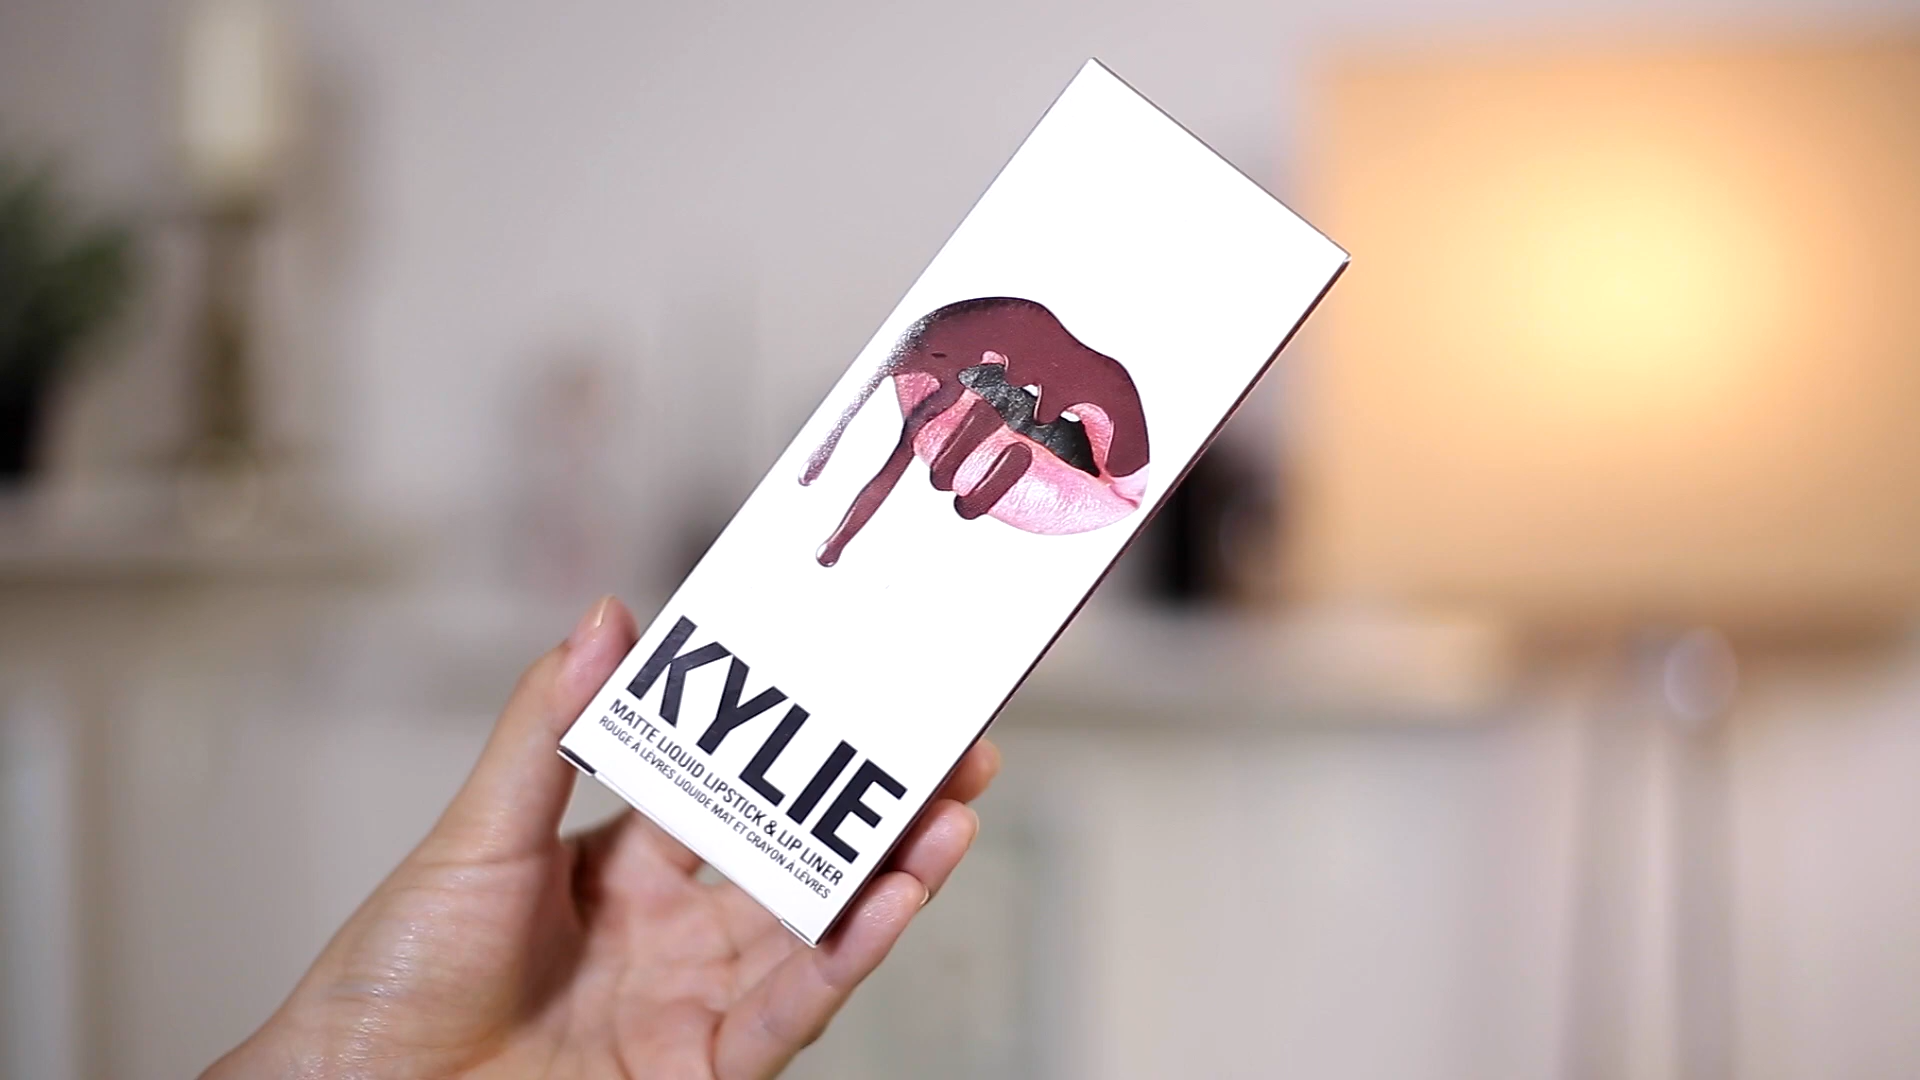 KYLIE
MATTE LIQUID LIPSTICK & LIP LINER
ROUGE À LÈVRES LIQUIDE MAT ET CRAYON À LÈVRES